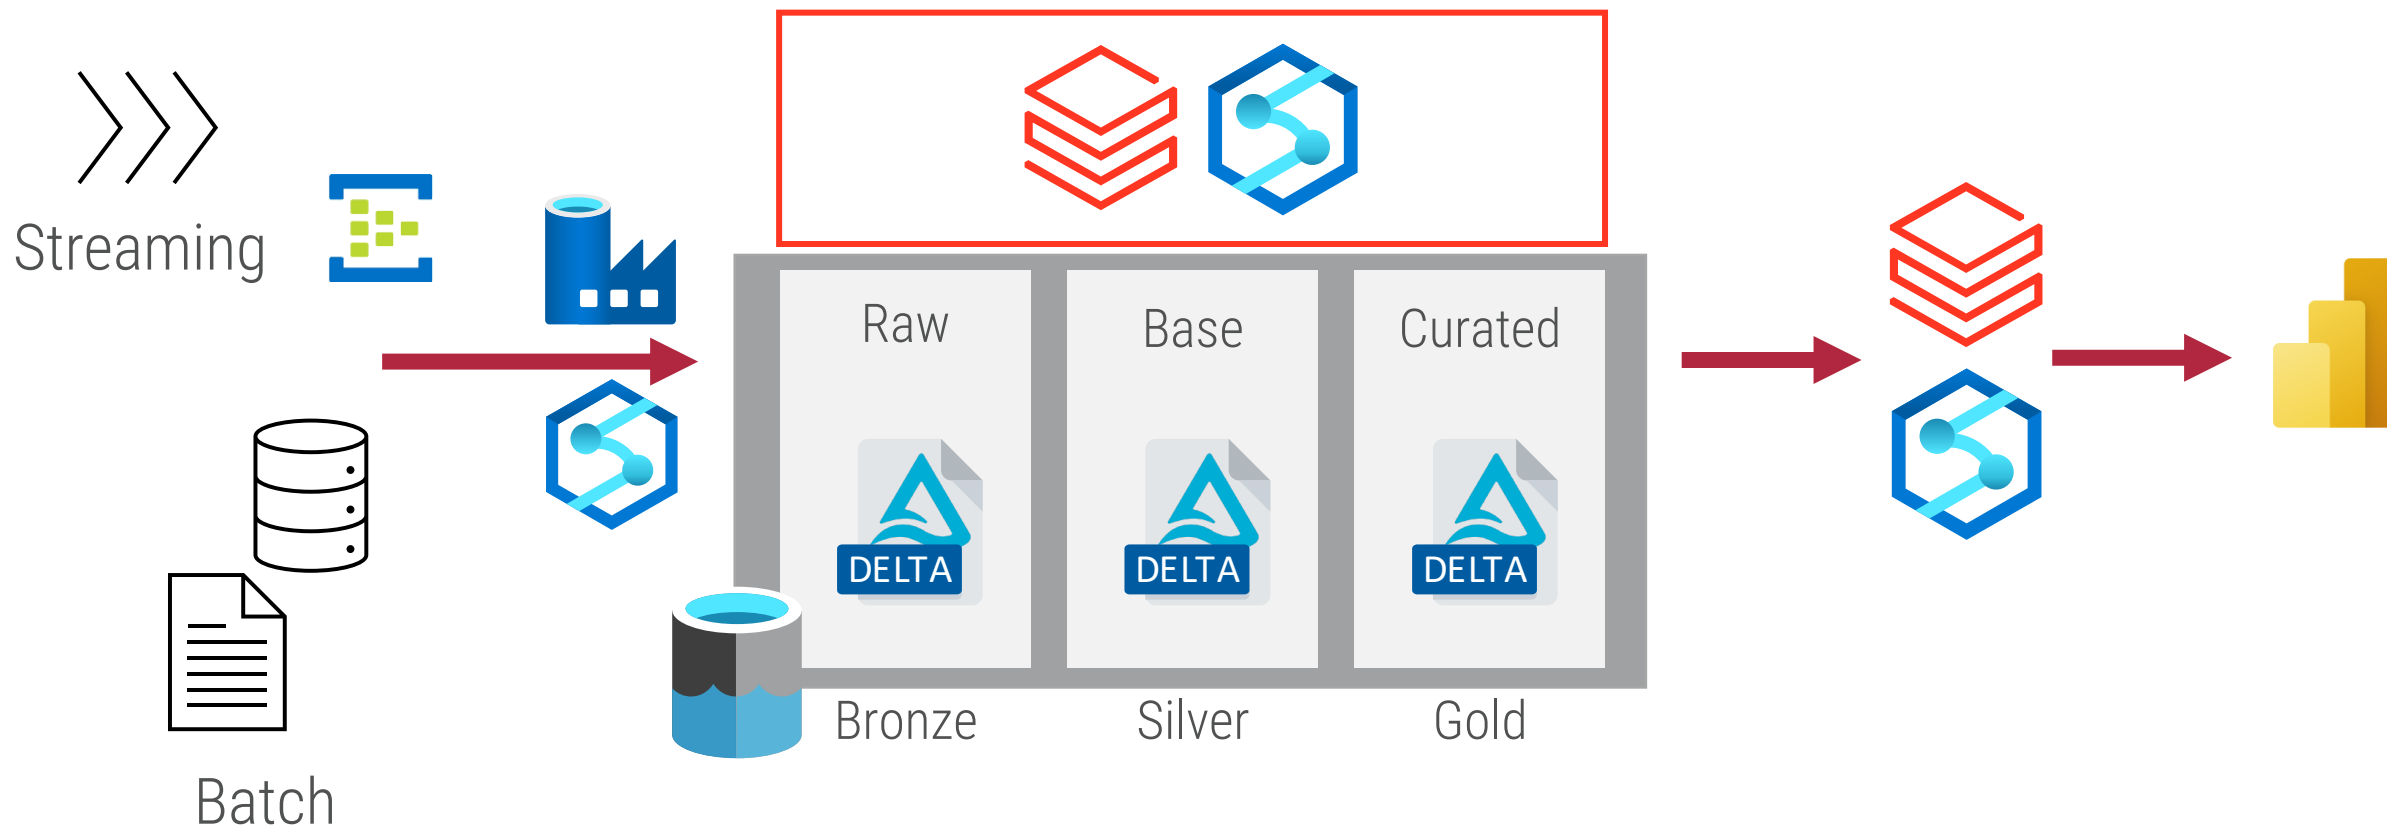 Streaming
Batch
Raw
Base
Curated
DELTA
DELTA
DELTA
Bronze
Silver
Gold